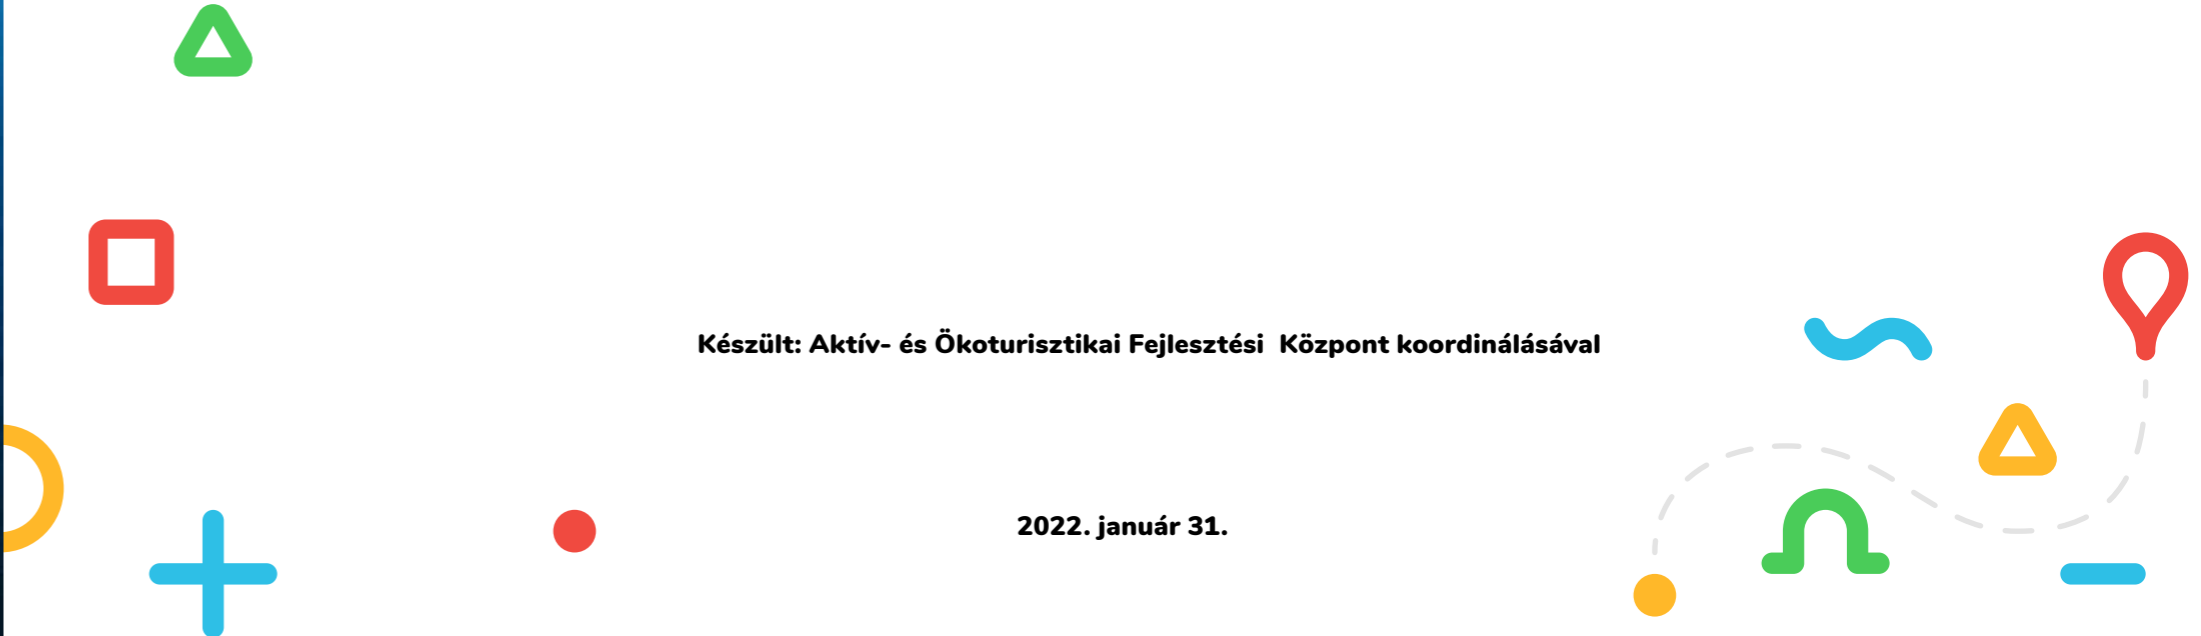 Készült: Aktív- és Ökoturisztikai Fejlesztési  Központ koordinálásával
2022. január 31.